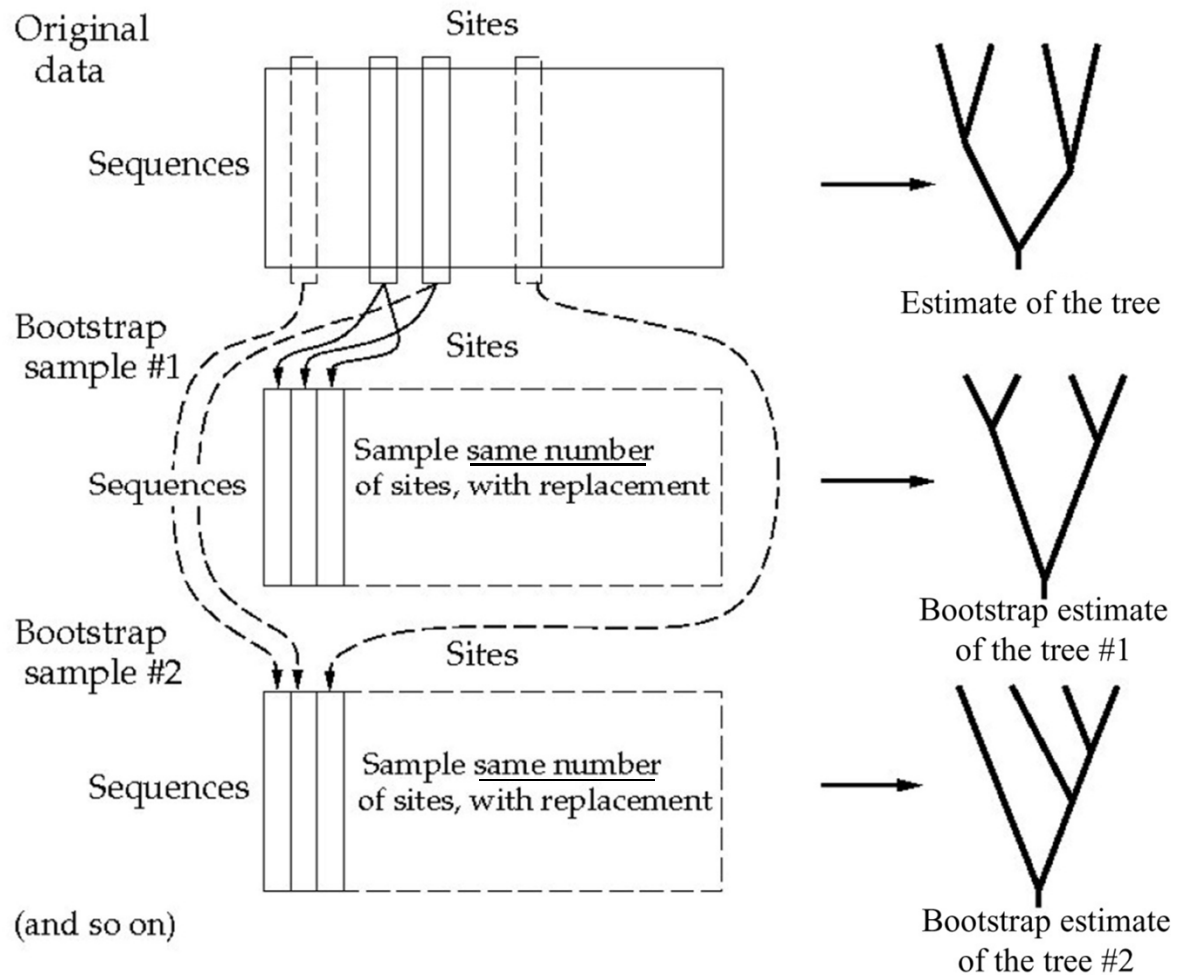 Original
data
Sites
Sequences
Estimate of the tree
Bootstrap
sample #1
Sites
Sequences
Sample same number
of sites, with replacement
Bootstrap estimate
of the tree #1
Bootstrap
sample #2
Sites
Sequences
Sample same number
of sites, with replacement
Bootstrap estimate
of the tree #2
(and so on)